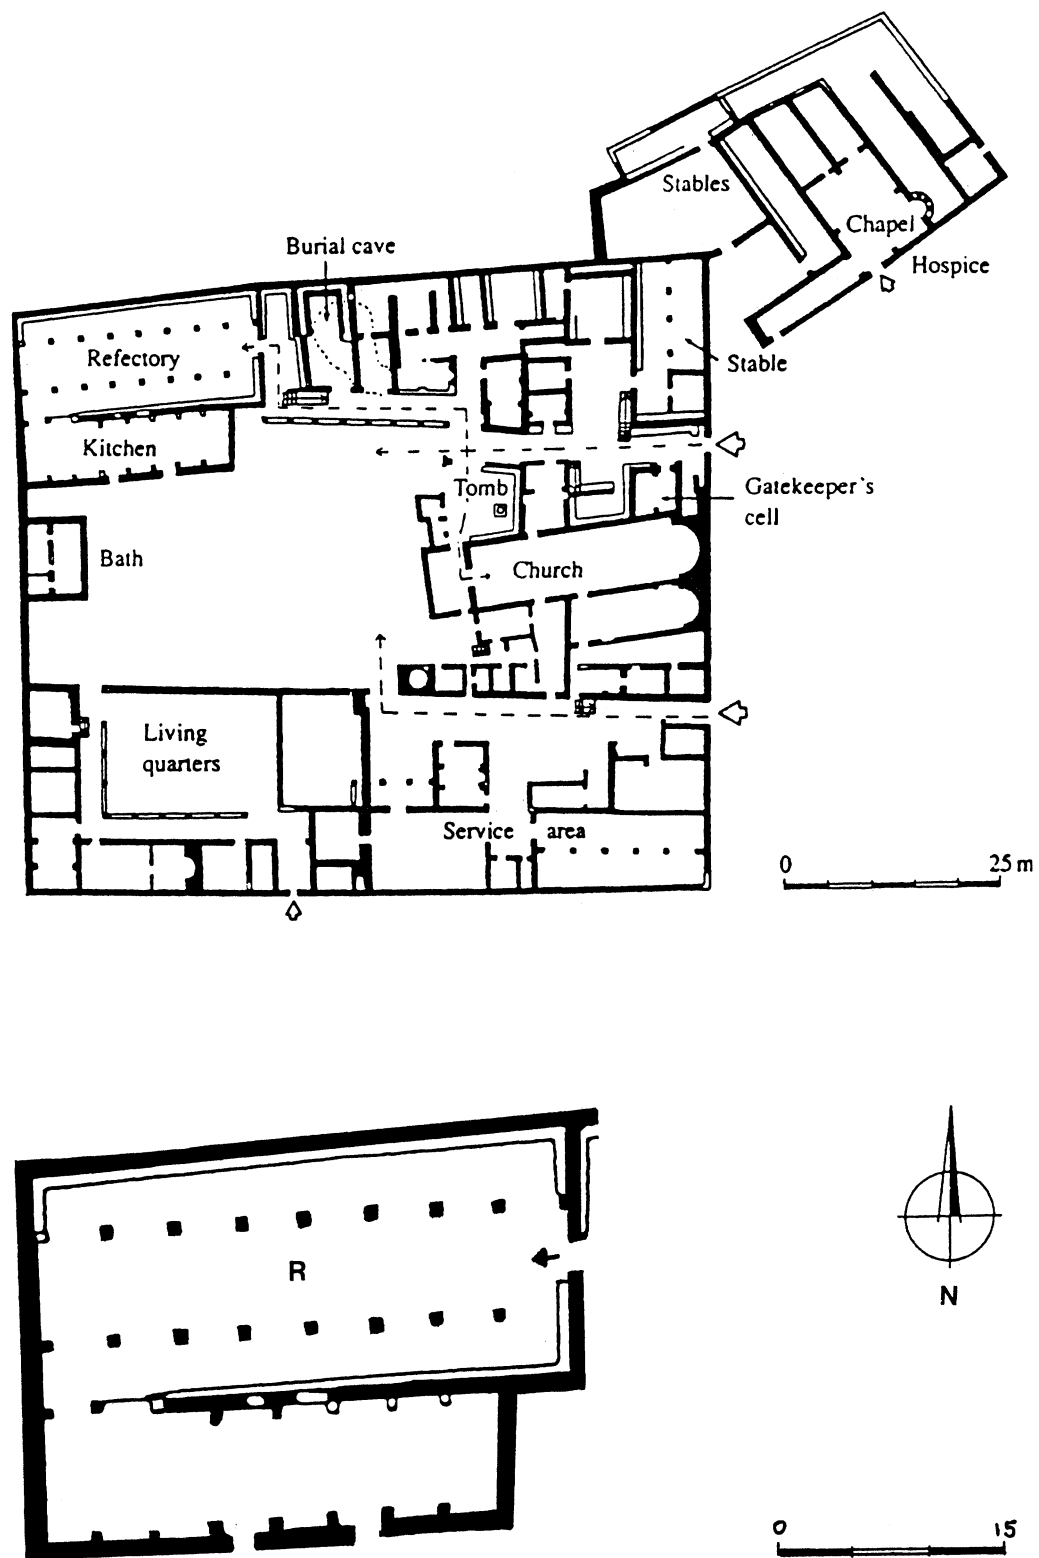 Stables
Chapel
Hospice
Burial cave
Refectory
Stable
Kitchen
Tomb
Gatekeeper's
cell
Bath
Church
Living
quarters
Service area
0 25 m
R
N
0 15